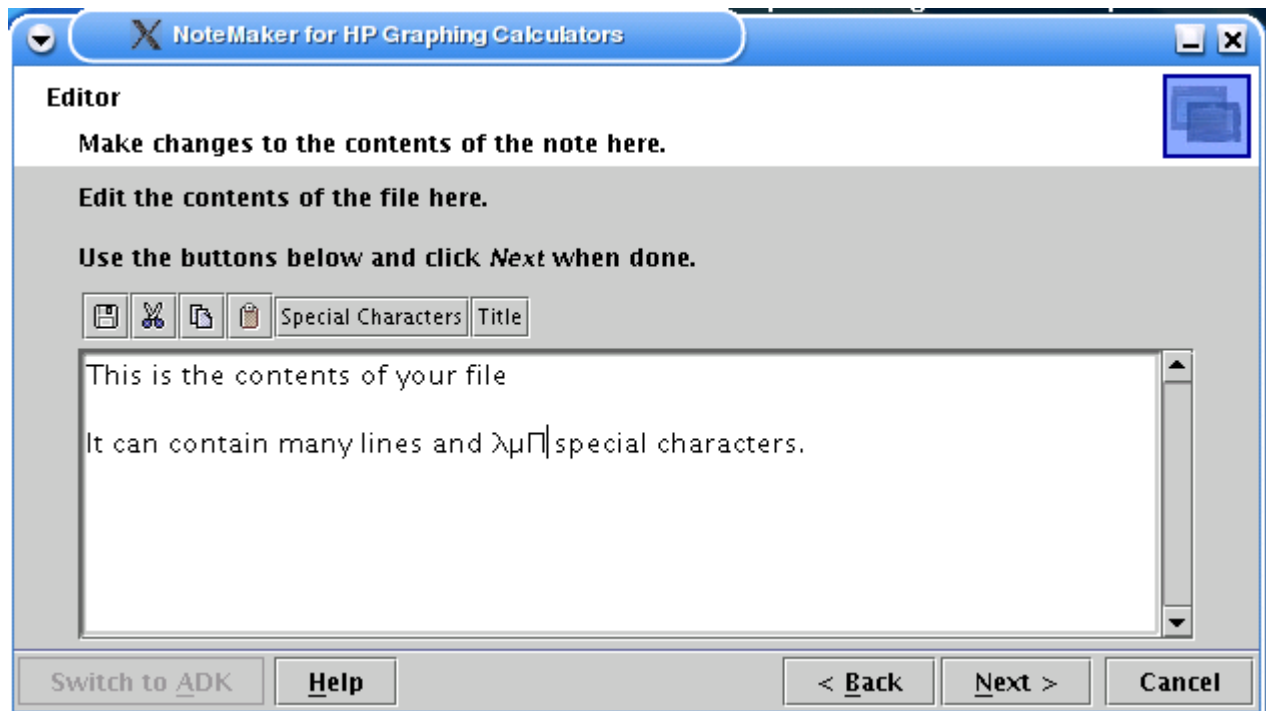 NoteMaker for HP Graphing Calculators
Editor
Make changes to the contents of the note here.
Edit the contents of the file here.
Use the buttons below and click Next when done.
Special Characters Title
This is the contents of your file
It can contain many lines and λμΠ special characters.
Switch to ADK Help < Back Next > Cancel